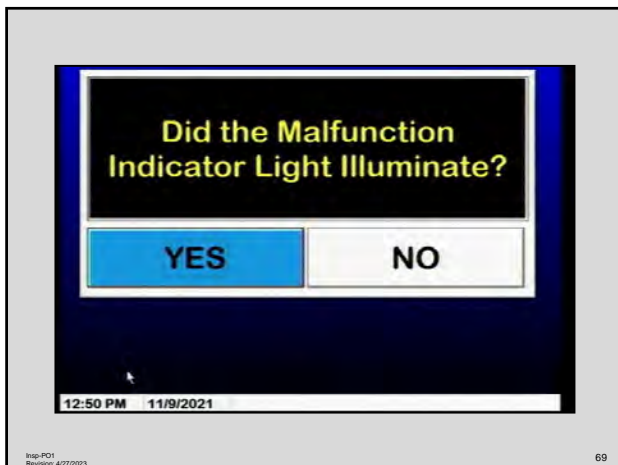 Did the Malfunction
Indicator Light Illuminate?
YES NO
12:50 PM 11/9/2021
Insp-PO1
Revision: 4/27/2023
69